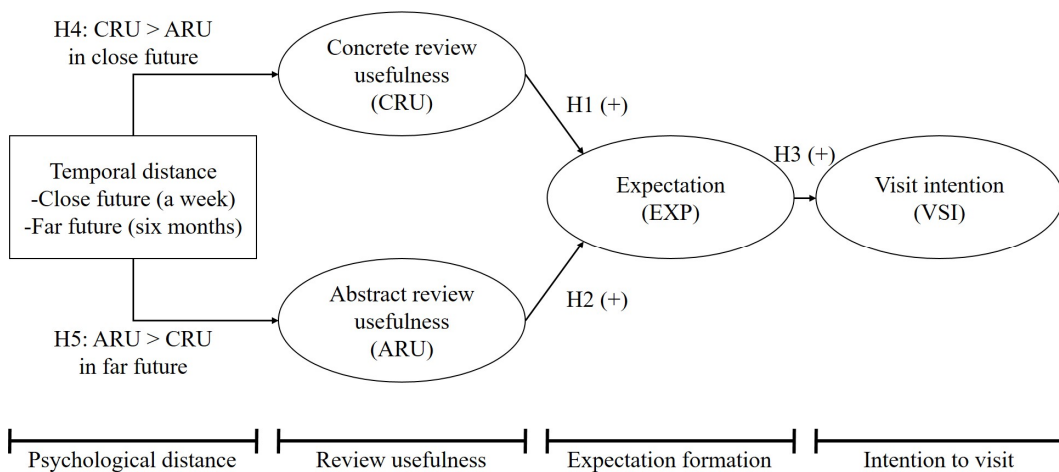 H4: CRU > ARU
in close future
Concrete review
usefulness
(CRU)
H1 (+)
Temporal distance
-Close future (a week)
-Far future (six months)
Expectation
(EXP)
H3 (+)
Visit intention
(VSI)
H2 (+)
Abstract review
usefulness
(ARU)
H5: ARU > CRU
in far future
Psychological distance
Review usefulness
Expectation formation
Intention to visit